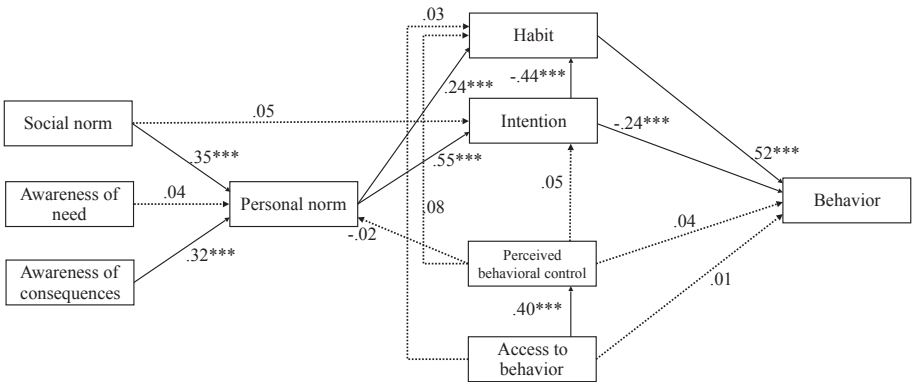 .03
Habit
.24***
-.44***
.05
Social norm
Intention
-.24***
.35***
.55***
.52***
Awareness of
need
.04
Personal norm
.05
Behavior
.08
-.02
.04
Perceived
behavioral control
.32***
Awareness of
consequences
.01
.40***
Access to
behavior